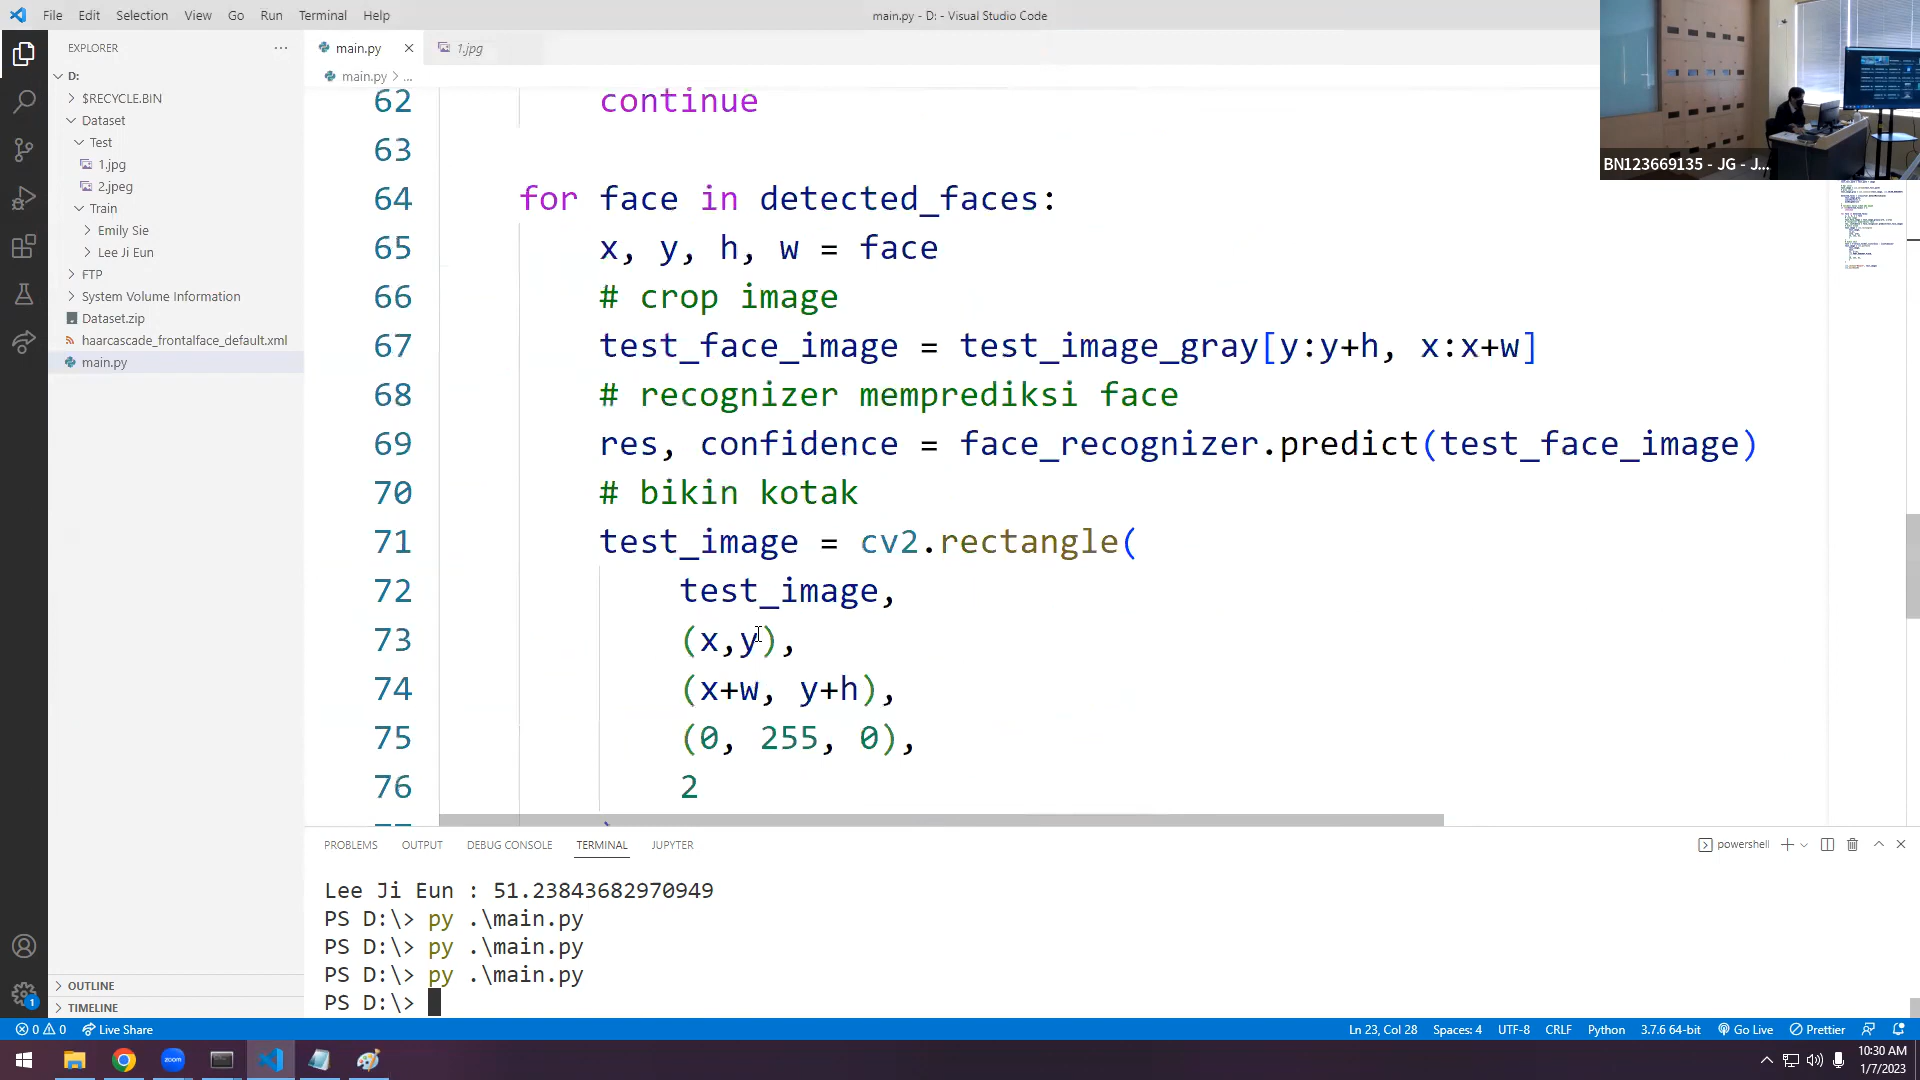 File Edit Selection View Go Run Terminal Help
main.py - D: - Visual Studio Code
EXPLORER
D:
$RECYCLE.BIN
Dataset
Test
1.jpg
2.jpeg
Train
Emily Sie
Lee Ji Eun
FTP
System Volume Information
Dataset.zip
haarcascade_frontalface_default.xml
main.py
OUTLINE
TIMELINE
main.py
1.jpg
main.py > ...
62 continue
63
64 for face in detected_faces:
65 x, y, h, w = face
66 # crop image
67 test_face_image = test_image_gray[y:y+h, x:x+w]
68 # recognizer memprediksi face
69 res, confidence = face_recognizer.predict(test_face_image)
70 # bikin kotak
71 test_image = cv2.rectangle(
72 test_image,
73 (x,y),
74 (x+w, y+h),
75 (0, 255, 0),
76 2
BN123669135 - JG - J...
PROBLEMS OUTPUT DEBUG CONSOLE TERMINAL JUPYTER
powershell
Lee Ji Eun : 51.23843682970949
PS D:\> py .\main.py
PS D:\> py .\main.py
PS D:\> py .\main.py
PS D:\>
0 0 Live Share
Ln 23, Col 28 Spaces: 4 UTF-8 CRLF Python 3.7.6 64-bit Go Live Prettier
1
zoom
10:30 AM
1/7/2023